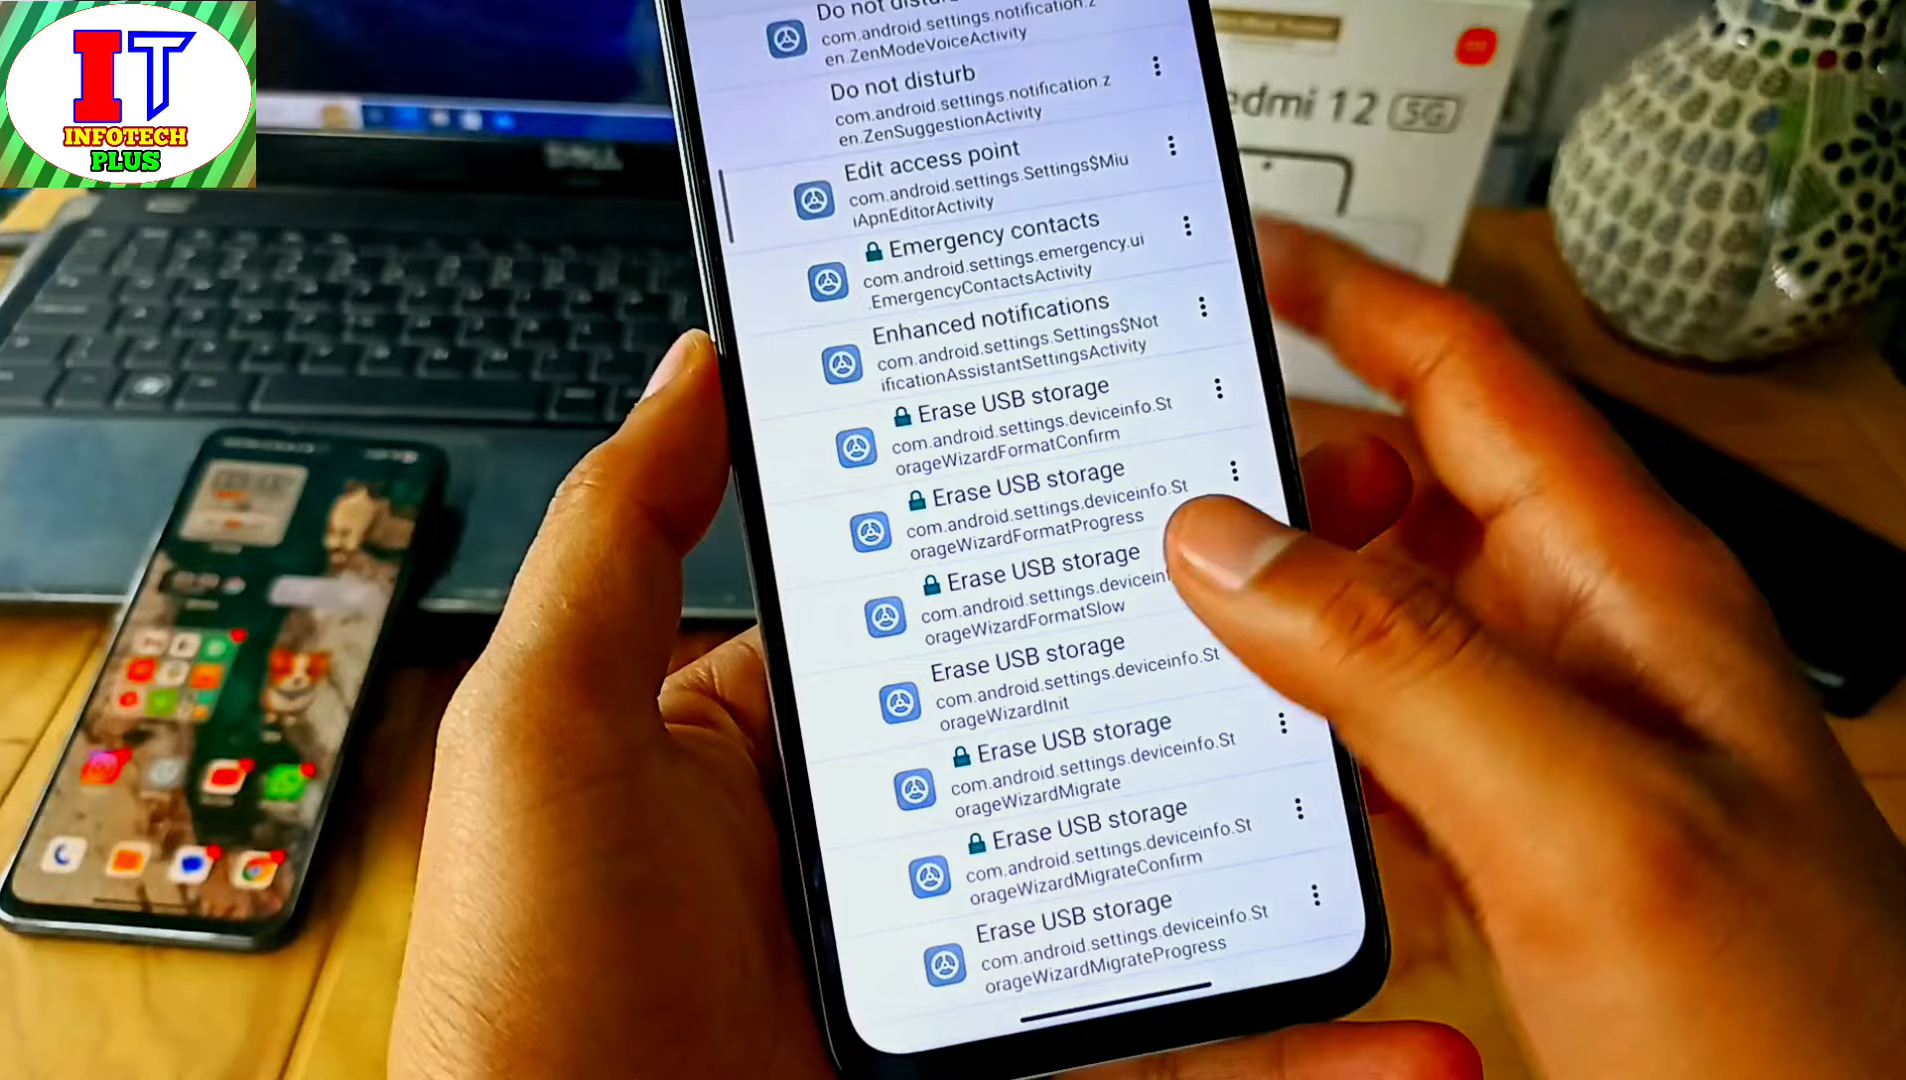 IT
INFOTECH
PLUS
DELL
edmi 12 5G
Do not distu
com.android.settings.notification.z
en.ZenModeVoiceActivity
Do not disturb
com.android.settings.notification.z
en.ZenSuggestionActivity
Edit access point
com.android.settings.Settings$Miu
iApnEditorActivity
Emergency contacts
com.android.settings.emergency.ui
.EmergencyContactsActivity
Enhanced notifications
com.android.settings.Settings$Not
ificationAssistantSettingsActivity
Erase USB storage
com.android.settings.deviceinfo.St
orageWizardFormatConfirm
Erase USB storage
com.android.settings.deviceinfo.St
orageWizardFormatProgress
Erase USB storage
com.android.settings.devicein
orageWizardFormatSlow
Erase USB storage
com.android.settings.deviceinfo.St
orageWizardInit
Erase USB storage
com.android.settings.deviceinfo.St
orageWizardMigrate
Erase USB storage
com.android.settings.deviceinfo.St
orageWizardMigrateConfirm
Erase USB storage
com.android.settings.deviceinfo.St
orageWizardMigrateProgress